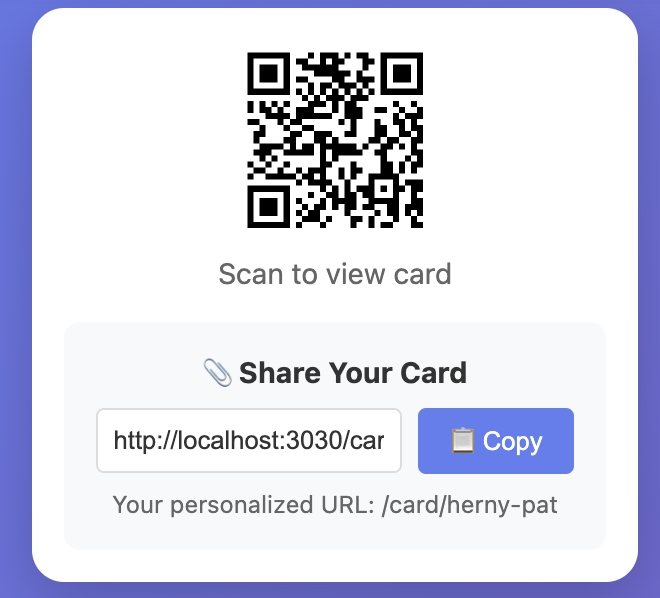 Scan to view card
📎 Share Your Card
http://localhost:3030/car
📋 Copy
Your personalized URL: /card/herny-pat